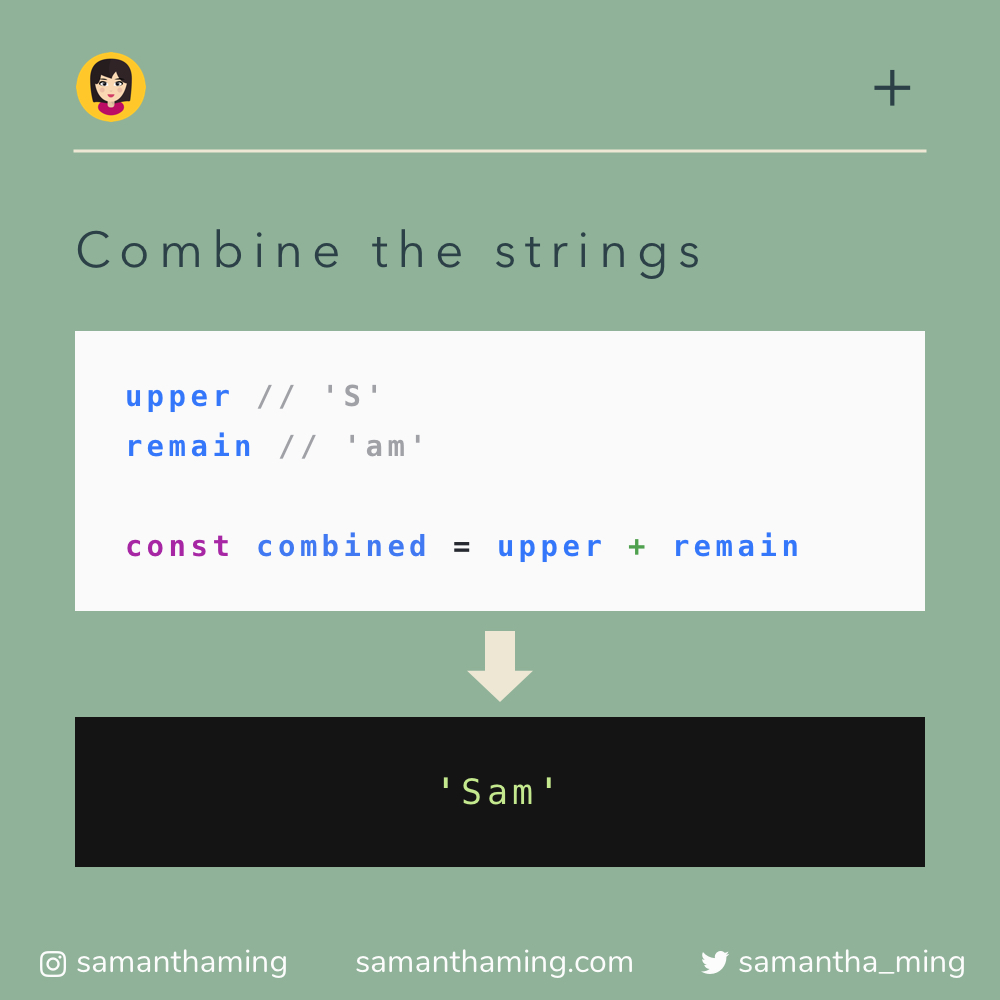 +
Combine the strings
upper // 'S'
remain // 'am'
const combined = upper + remain
'Sam'
samanthaming samanthaming.com samantha_ming